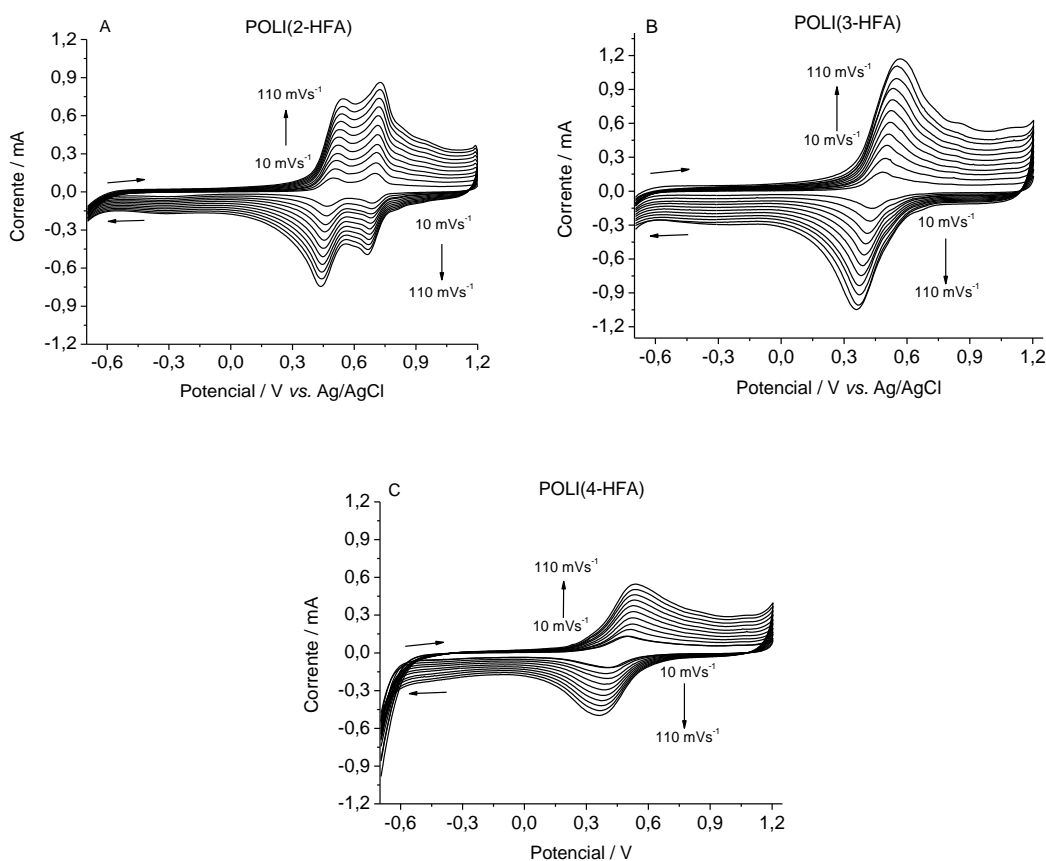 A
POLI(2-HFA)
1,2
0,9
0,6
0,3
0,0
-0,3
-0,6
-0,9
-1,2
Corrente / mA
110 mVs-1
10 mVs-1
10 mVs-1
110 mVs-1
-0,6 -0,3 0,0 0,3 0,6 0,9 1,2
Potencial / V vs. Ag/AgCl
B
POLI(3-HFA)
1,2
0,9
0,6
0,3
0,0
-0,3
-0,6
-0,9
-1,2
Corrente / mA
110 mVs-1
10 mVs-1
10 mVs-1
110 mVs-1
-0,6 -0,3 0,0 0,3 0,6 0,9 1,2
Potencial / V vs. Ag/AgCl
C
POLI(4-HFA)
1,2
0,9
0,6
0,3
0,0
-0,3
-0,6
-0,9
-1,2
Corrente / mA
110 mVs-1
10 mVs-1
10 mVs-1
110 mVs-1
-0,6 -0,3 0,0 0,3 0,6 0,9 1,2
Potencial / V